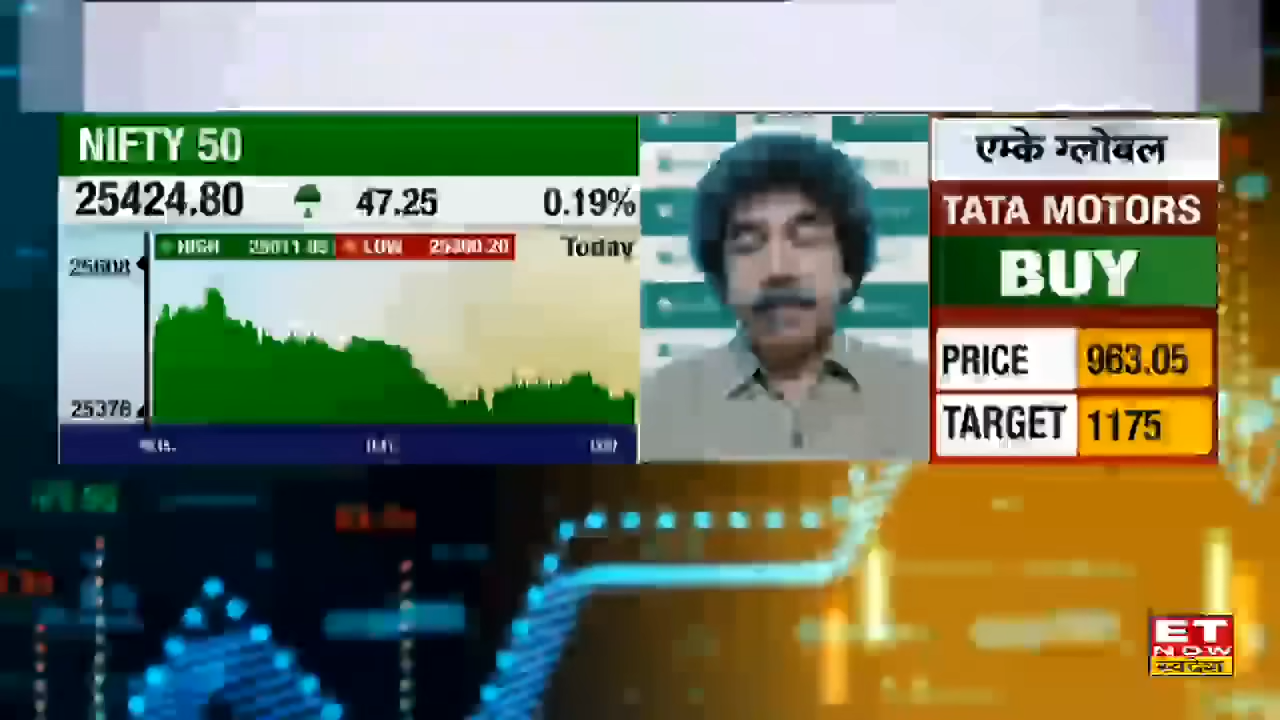 NIFTY 50
25424.80 47.25 0.19%
HIGH LOW Today
25608
25378
एम्के ग्लोबल
TATA MOTORS
BUY
PRICE 963.05
TARGET 1175
ET
NOW
स्वदेश